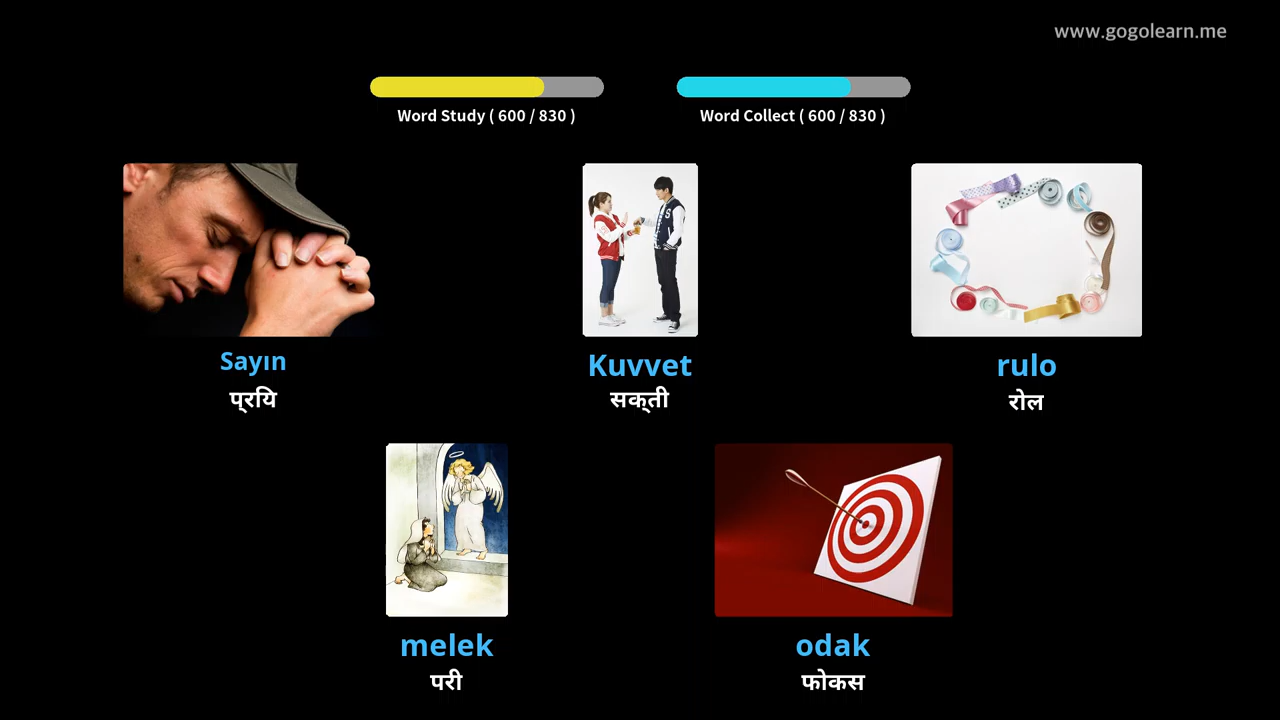 www.gogolearn.me
Word Study ( 600 / 830 )
Word Collect ( 600 / 830 )
Sayın
प्रयि
Kuvvet
सक्ती
rulo
रोल
melek
परी
odak
फोकस